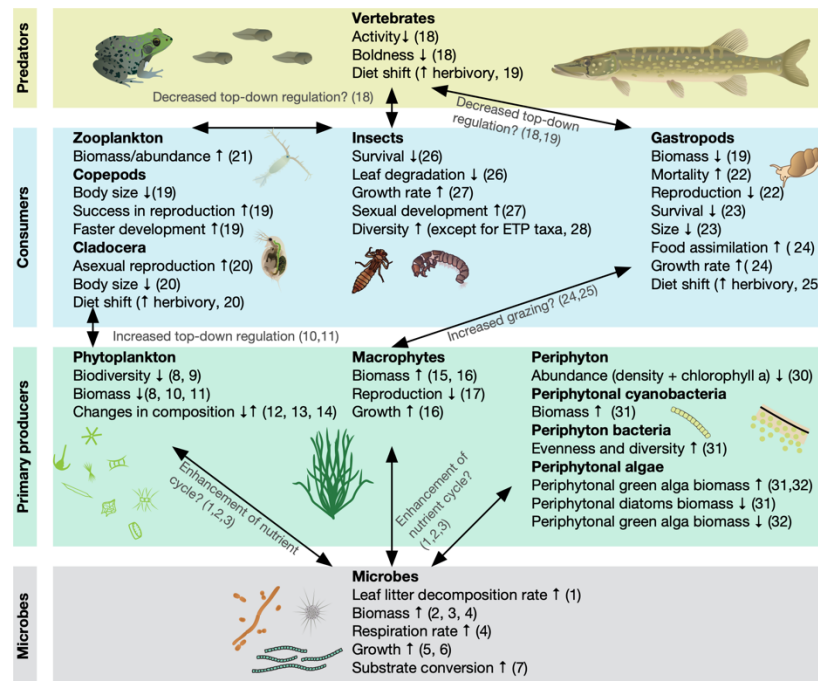 Predators
Vertebrates
Activity↓ (18)
Boldness ↓ (18)
Diet shift (↑ herbivory, 19)
Decreased top-down regulation? (18)
Decreased top-down
regulation? (18,19)
Consumers
Zooplankton
Biomass/abundance ↑ (21)
Copepods
Body size ↓(19)
Success in reproduction ↑(19)
Faster development ↑(19)
Cladocera
Asexual reproduction ↑(20)
Body size ↓ (20)
Diet shift (↑ herbivory, 20)
Insects
Survival ↓(26)
Leaf degradation ↓ (26)
Growth rate ↑ (27)
Sexual development ↑(27)
Diversity ↑ (except for ETP taxa, 28)
Gastropods
Biomass ↓ (19)
Mortality ↑ (22)
Reproduction ↓ (22)
Survival ↓ (23)
Size ↓ (23)
Food assimilation ↑ ( 24)
Growth rate ↑( 24)
Diet shift (↑ herbivory, 25
Increased top-down regulation (10,11)
Increased grazing? (24,25)
Primary producers
Phytoplankton
Biodiversity ↓ (8, 9)
Biomass ↓(8, 10, 11)
Changes in composition ↓↑ (12, 13, 14)
Macrophytes
Biomass ↑ (15, 16)
Reproduction ↓ (17)
Growth ↑ (16)
Periphyton
Abundance (density + chlorophyll a) ↓ (30)
Periphytonal cyanobacteria
Biomass ↑ (31)
Periphyton bacteria
Evenness and diversity ↑ (31)
Periphytonal algae
Periphytonal green alga biomass ↑ (31,32)
Periphytonal diatoms biomass ↓ (31)
Periphytonal green alga biomass ↓ (32)
Enhancement of nutrient
cycle? (1,2,3)
Enhancement of
nutrient cycle?
(1,2,3)
Microbes
Microbes
Leaf litter decomposition rate ↑ (1)
Biomass ↑ (2, 3, 4)
Respiration rate ↑ (4)
Growth ↑ (5, 6)
Substrate conversion ↑ (7)